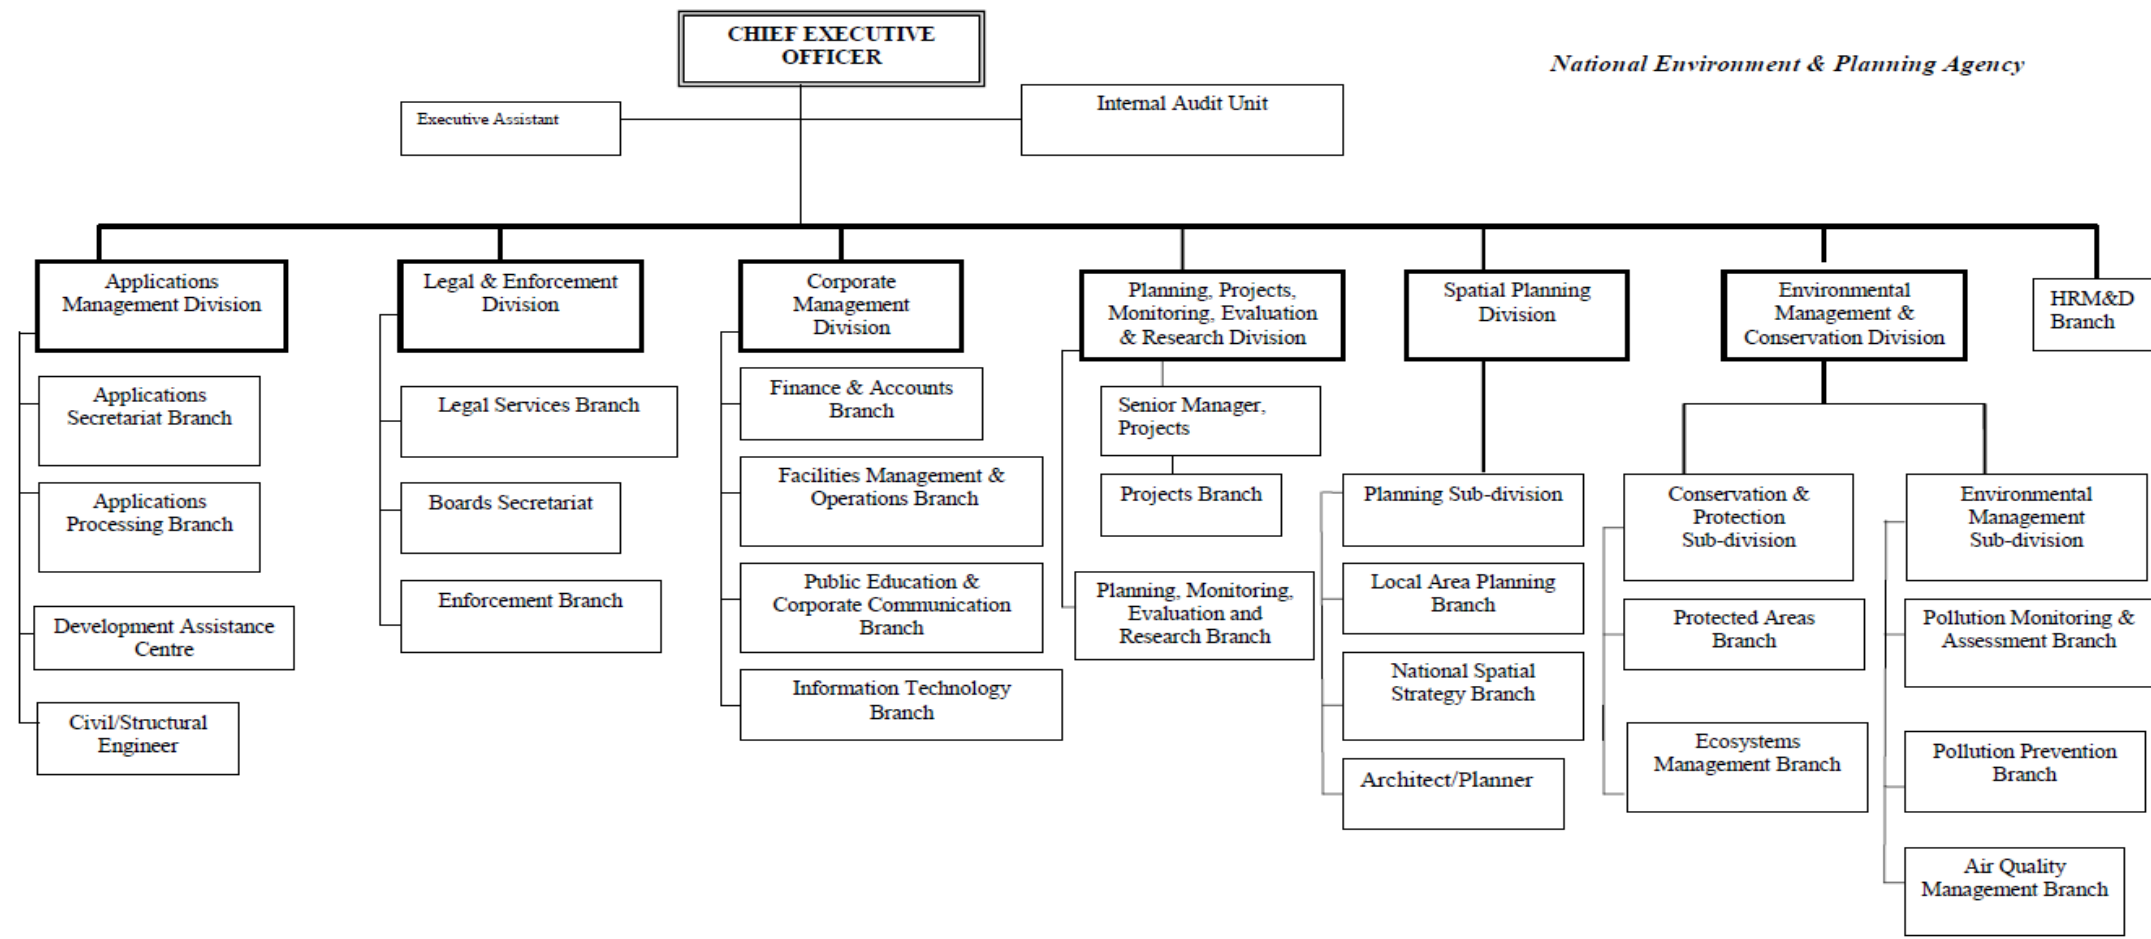 CHIEF EXECUTIVE
OFFICER
National Environment & Planning Agency
Executive Assistant
Internal Audit Unit
Applications
Management Division
Legal & Enforcement
Division
Corporate
Management
Division
Planning, Projects,
Monitoring, Evaluation
& Research Division
Spatial Planning
Division
Environmental
Management &
Conservation Division
HRM&D
Branch
Applications
Secretariat Branch
Applications
Processing Branch
Development Assistance
Centre
Civil/Structural
Engineer
Legal Services Branch
Boards Secretariat
Enforcement Branch
Finance & Accounts
Branch
Facilities Management &
Operations Branch
Public Education &
Corporate Communication
Branch
Information Technology
Branch
Senior Manager,
Projects
Projects Branch
Planning, Monitoring,
Evaluation and
Research Branch
Planning Sub-division
Local Area Planning
Branch
National Spatial
Strategy Branch
Architect/Planner
Conservation &
Protection
Sub-division
Protected Areas
Branch
Ecosystems
Management Branch
Environmental
Management
Sub-division
Pollution Monitoring &
Assessment Branch
Pollution Prevention
Branch
Air Quality
Management Branch